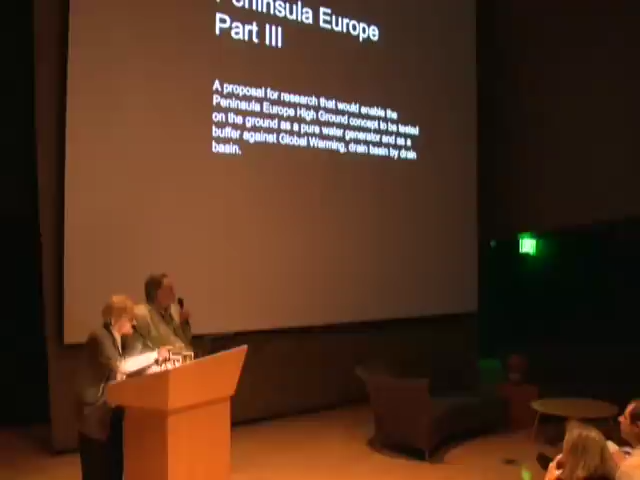 Peninsula Europe
Part III
A proposal for research that would enable the
Peninsula Europe High Ground concept to be tested
on the ground as a pure water generator and as a
buffer against Global Warming, drain basin by drain
basin.